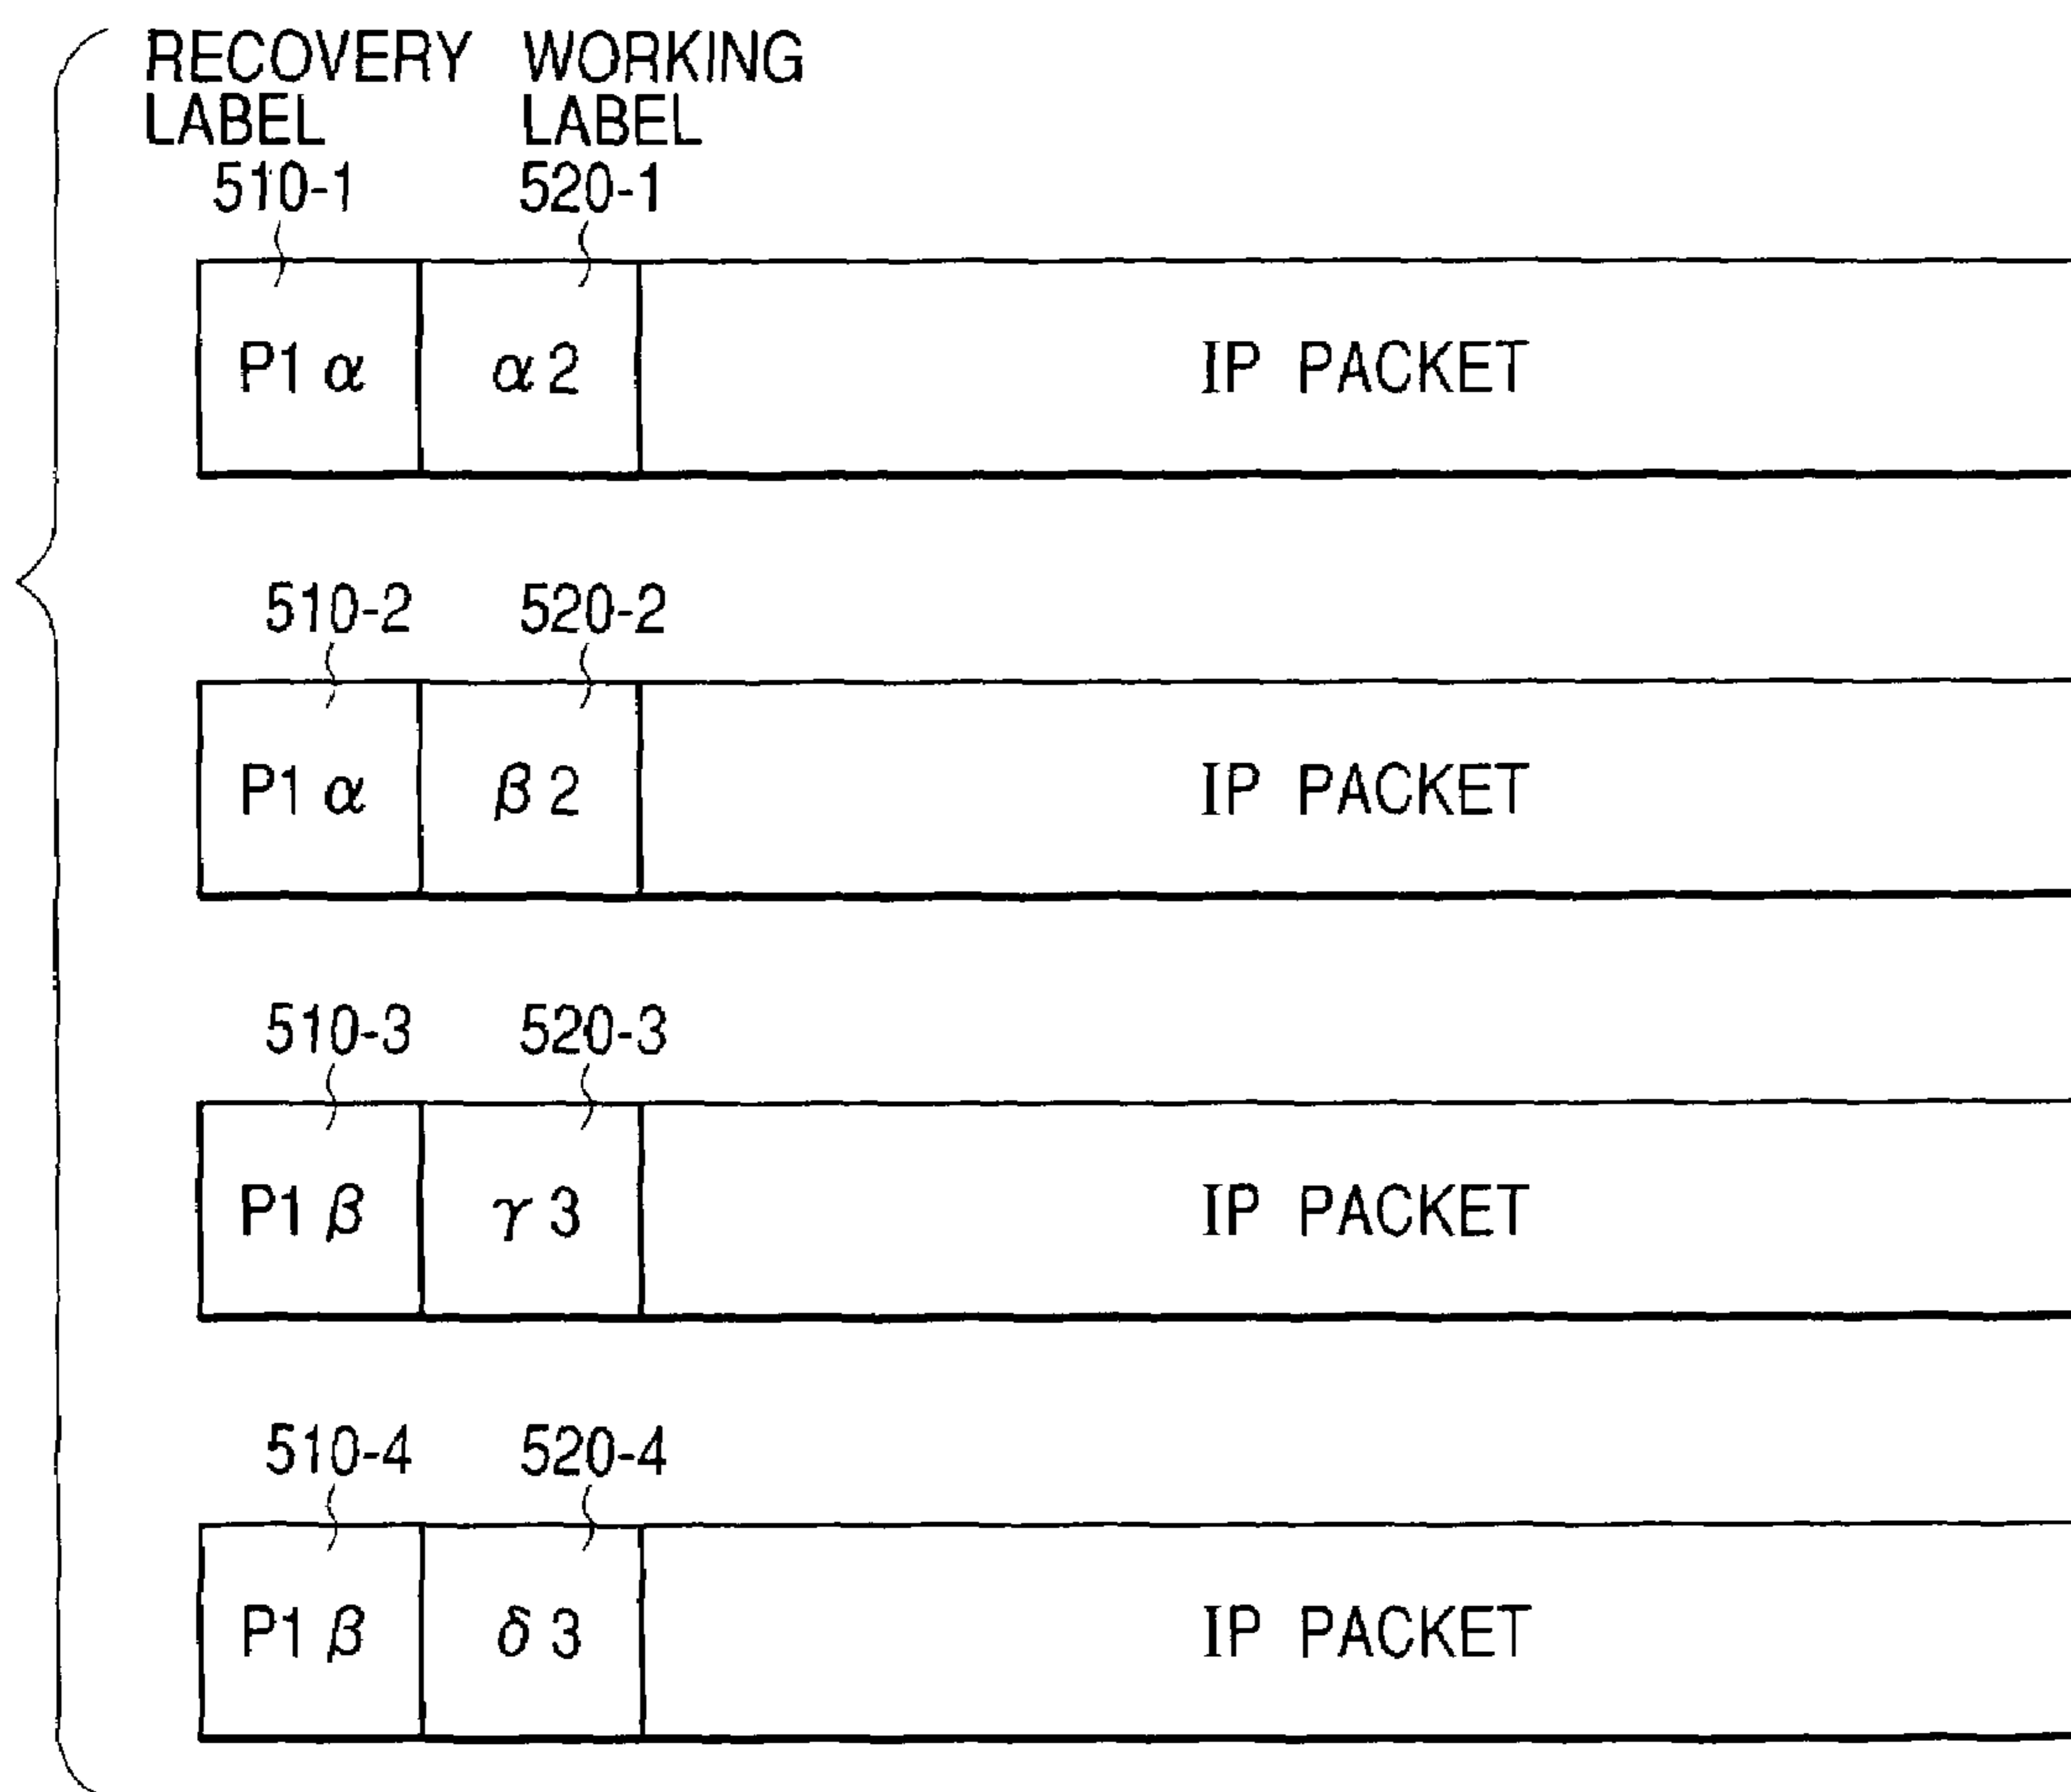 RECOVERY WORKING
LABEL LABEL
510-1 520-1
P1 α α 2 IP PACKET
510-2 520-2
P1 α β 2 IP PACKET
510-3 520-3
P1 β γ 3 IP PACKET
510-4 520-4
P1 β δ 3 IP PACKET